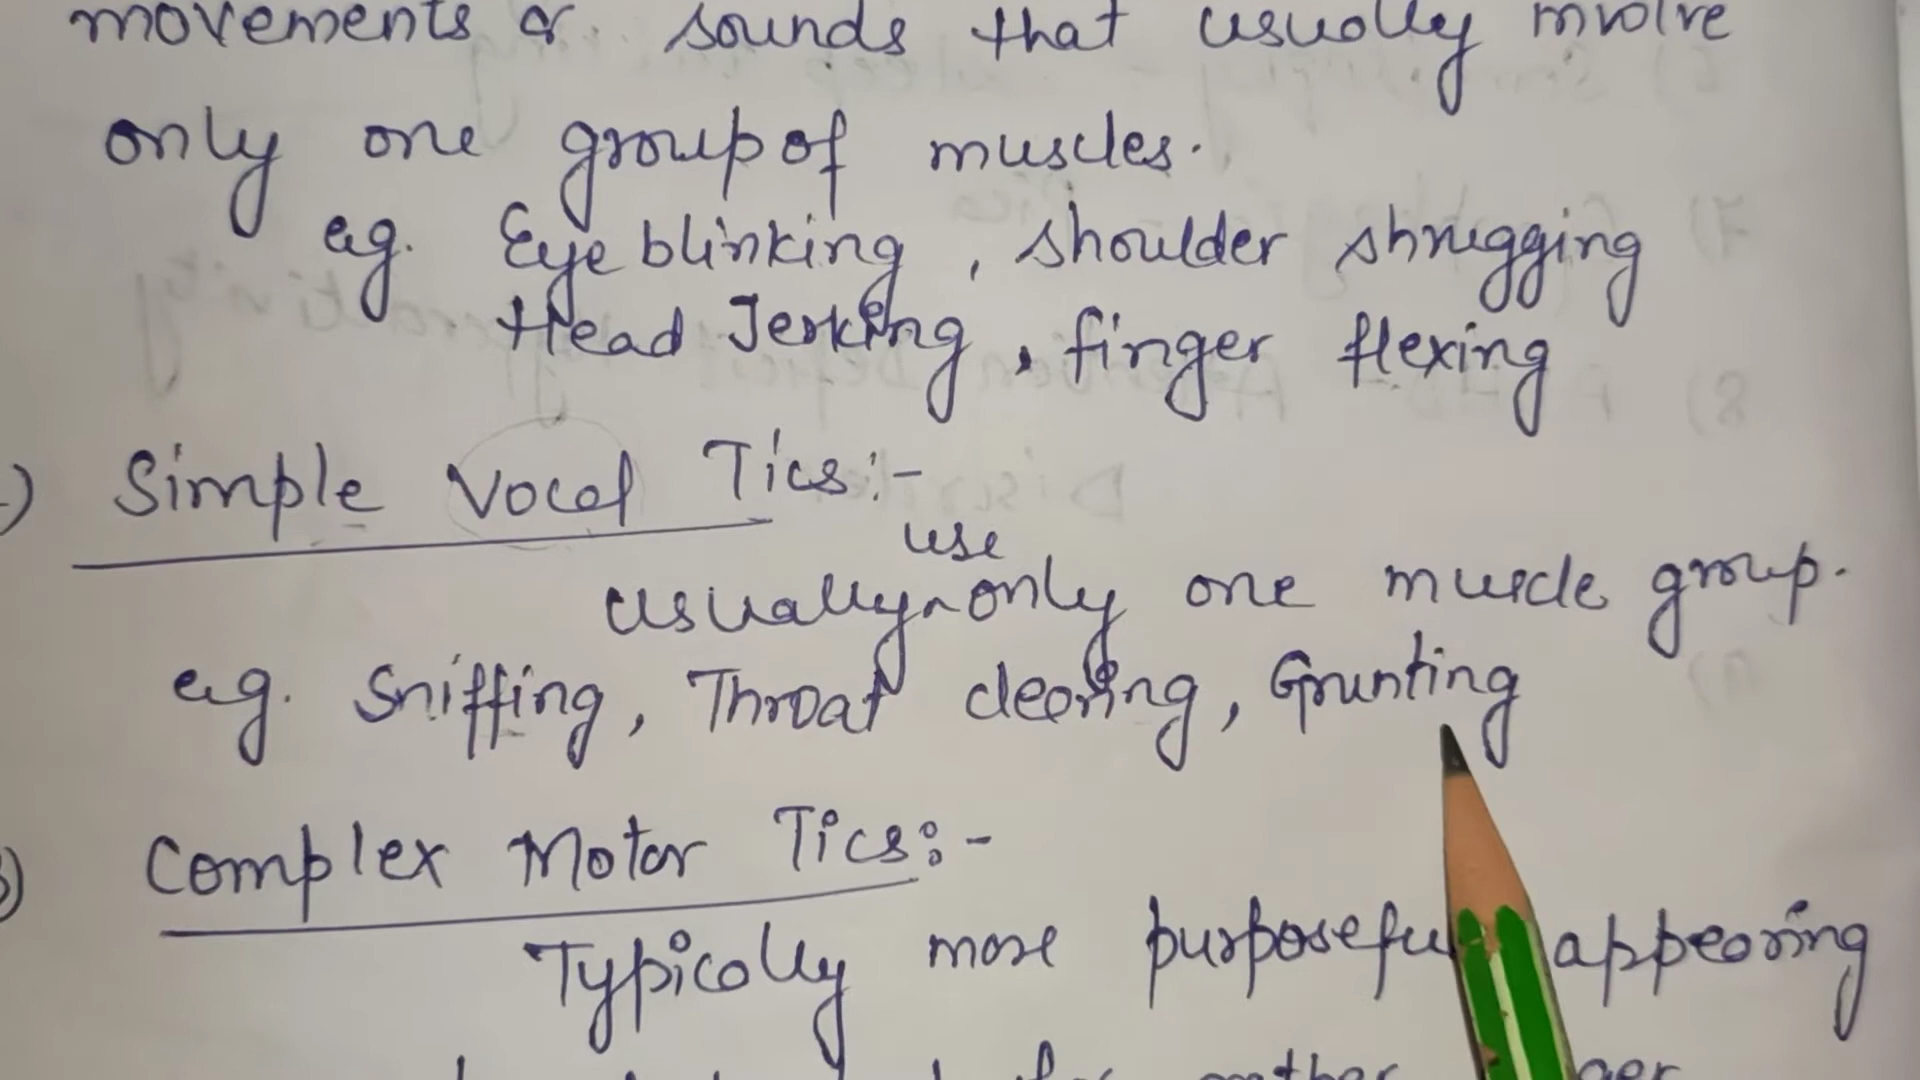 movements or sounds that usually involve
only one group of muscles.
eg. Eye blinking, shoulder shrugging
Head Jerking, finger flexing
) Simple Vocal Tics:-
use
usually only one muscle group.
eg. Sniffing, Throat clearing, Grunting
) Complex Motor Tics:-
Typically more purposeful appearing